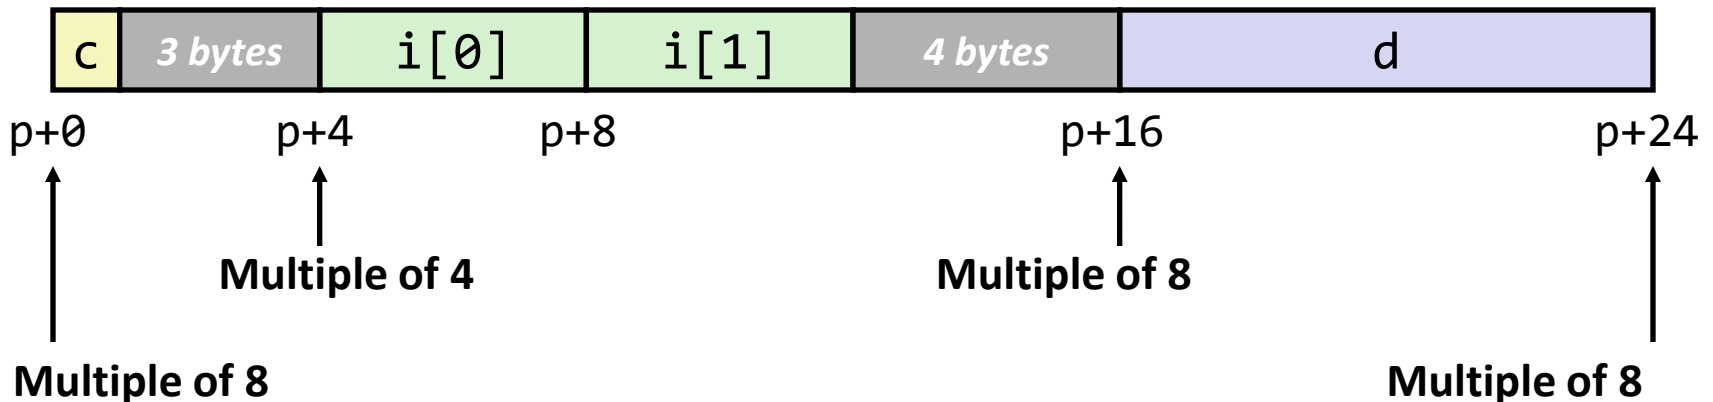 c 3 bytes i[0] i[1] 4 bytes d
p+0 p+4 p+8 p+16 p+24
Multiple of 4 Multiple of 8
Multiple of 8 Multiple of 8